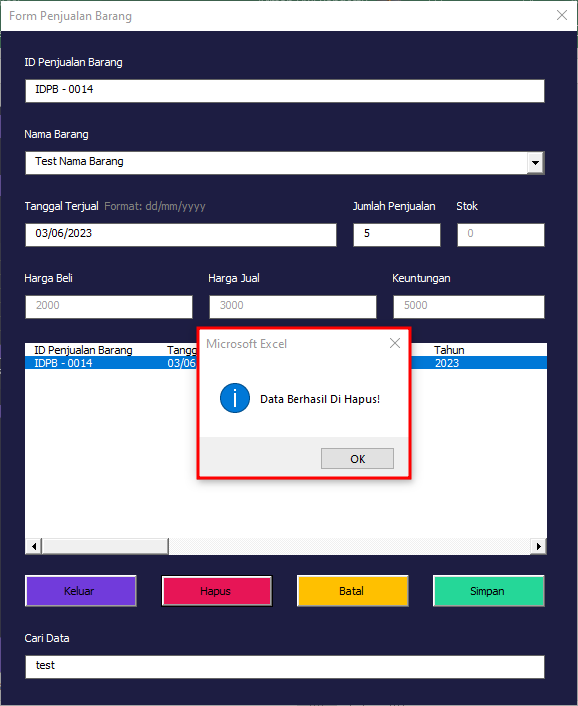 Form Penjualan Barang
ID Penjualan Barang
IDPB - 0014
Nama Barang
Test Nama Barang
Tanggal Terjual Format: dd/mm/yyyy
Jumlah Penjualan
Stok
03/06/2023
5
0
Harga Beli
Harga Jual
Keuntungan
2000
3000
5000
ID Penjualan Barang Tangg Tahun
IDPB - 0014 03/06 2023
Microsoft Excel
Data Berhasil Di Hapus!
OK
Keluar
Hapus
Batal
Simpan
Cari Data
test